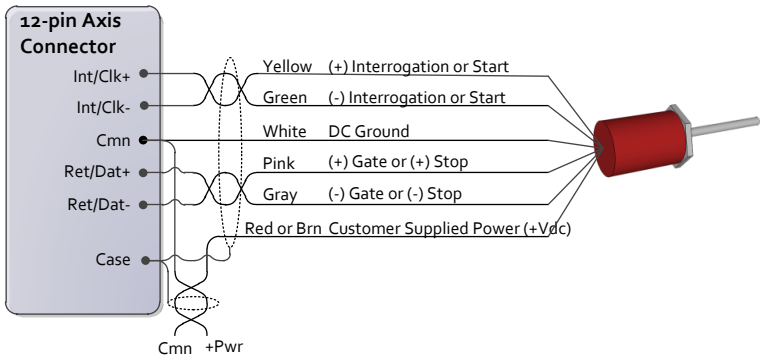 12-pin Axis
Connector
Int/Clk+
Int/Clk-
Cmn
Ret/Dat+
Ret/Dat-
Case
Yellow (+) Interrogation or Start
Green (-) Interrogation or Start
White DC Ground
Pink (+) Gate or (+) Stop
Gray (-) Gate or (-) Stop
Red or Brn Customer Supplied Power (+Vdc)
Cmn +Pwr